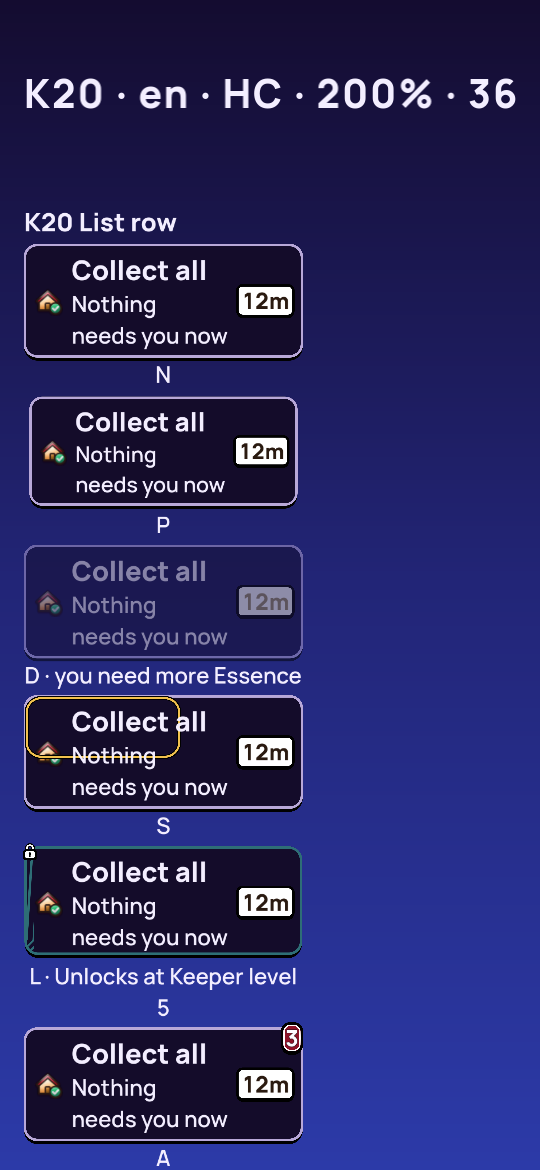 K20 · en · HC · 200% · 36
K20 List row
Collect all
Nothing
needs you now
12m
N
Collect all
Nothing
needs you now
12m
P
Collect all
Nothing
needs you now
12m
D · you need more Essence
Collect all
Nothing
needs you now
12m
S
Collect all
Nothing
needs you now
12m
L · Unlocks at Keeper level
5
3
Collect all
Nothing
needs you now
12m
A